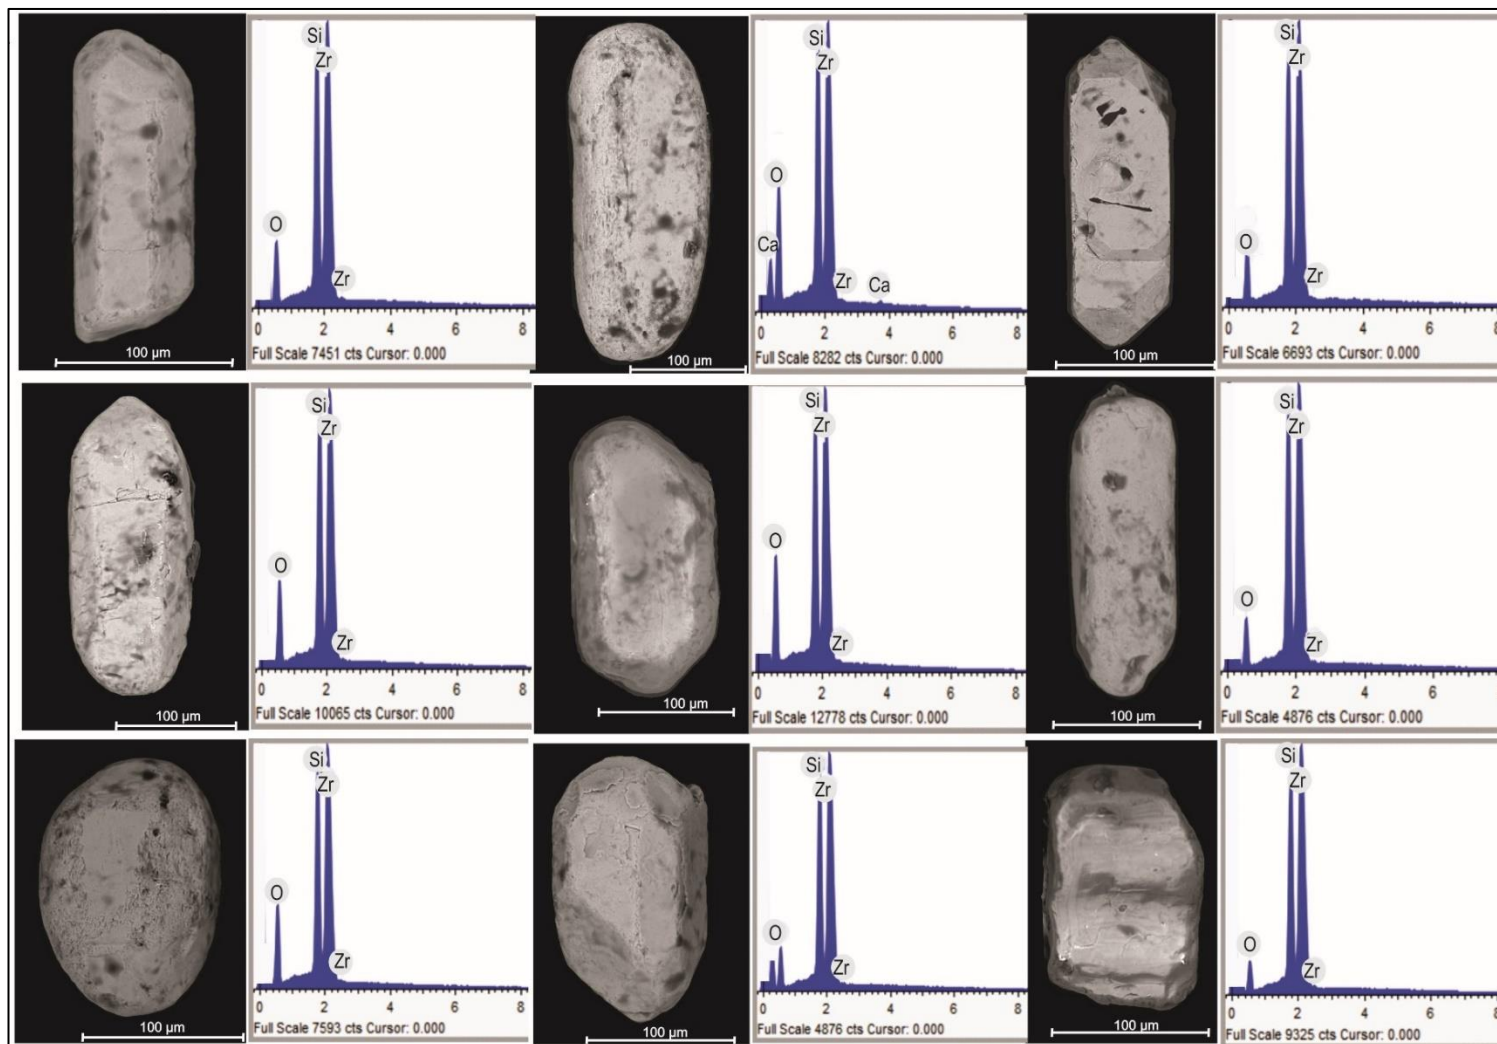 Si
Zr
O
Zr
0 2 4 6 8
100 µm
Full Scale 7451 cts Cursor: 0.000
Si
Zr
O
Ca
Zr
Ca
0 2 4 6 8
100 µm
Full Scale 8282 cts Cursor: 0.000
Si
Zr
O
Zr
0 2 4 6 8
100 µm
Full Scale 6693 cts Cursor: 0.000
Si
Zr
O
Zr
0 2 4 6 8
100 µm
Full Scale 10065 cts Cursor: 0.000
Si
Zr
O
Zr
0 2 4 6 8
100 µm
Full Scale 12778 cts Cursor: 0.000
Si
Zr
O
Zr
0 2 4 6 8
100 µm
Full Scale 4876 cts Cursor: 0.000
Si
Zr
O
Zr
0 2 4 6 8
100 µm
Full Scale 7593 cts Cursor: 0.000
Si
Zr
O
Zr
0 2 4 6 8
100 µm
Full Scale 4876 cts Cursor: 0.000
Si
Zr
O
Zr
0 2 4 6 8
100 µm
Full Scale 9325 cts Cursor: 0.000